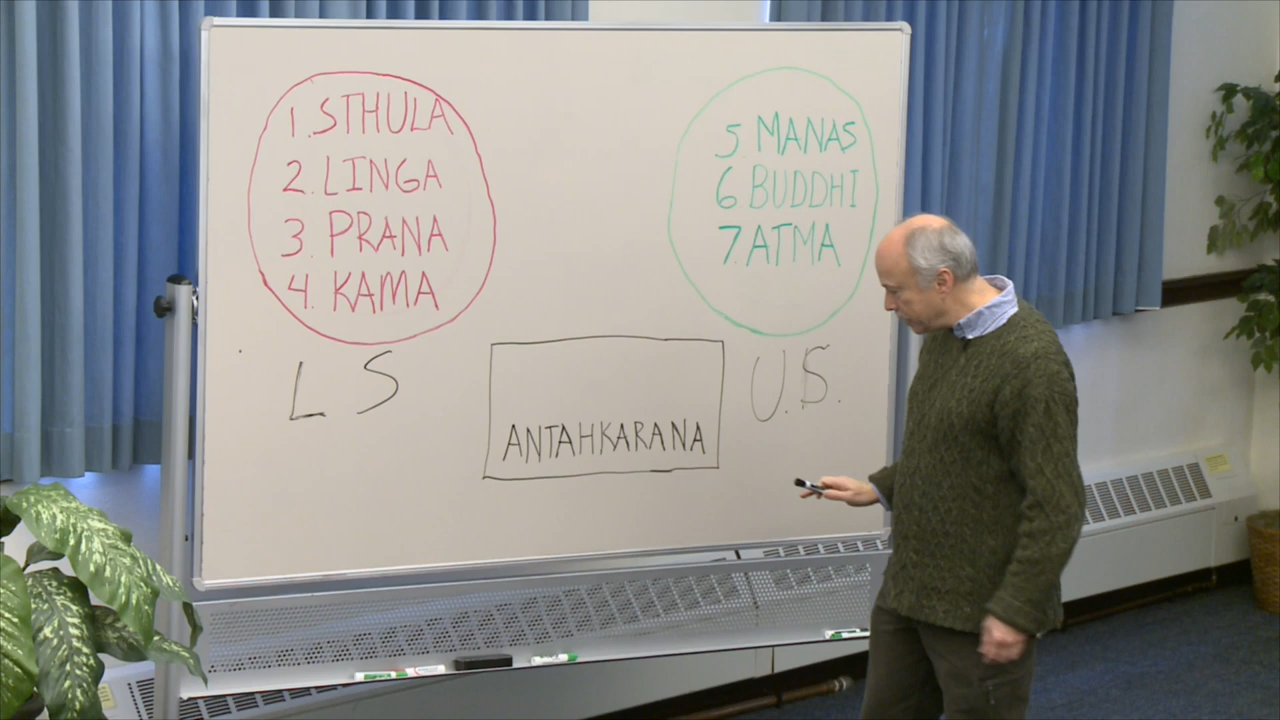 1. STHULA
2. LINGA
3. PRANA
4. KAMA
L S
5 MANAS
6 BUDDHI
7. ATMA
U.S.
ANTAHKARANA